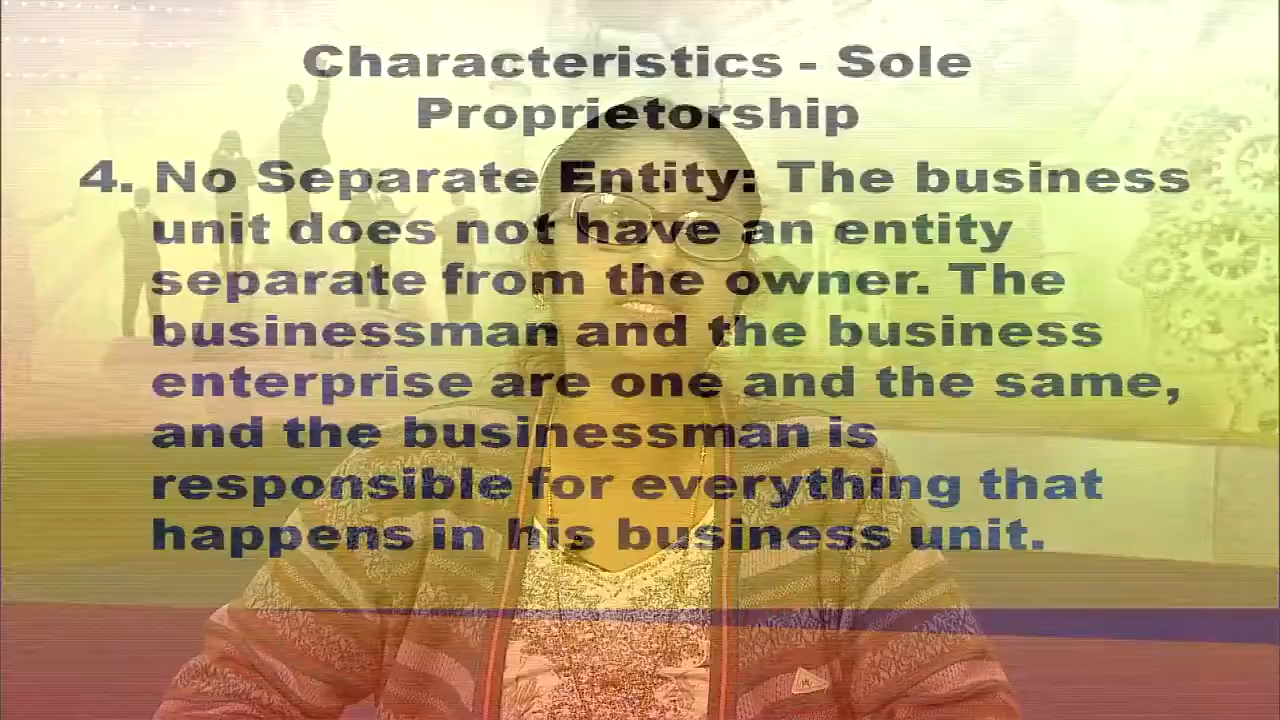 Characteristics - Sole
Proprietorship
4. No Separate Entity: The business
unit does not have an entity
separate from the owner. The
businessman and the business
enterprise are one and the same,
and the businessman is
responsible for everything that
happens in his business unit.